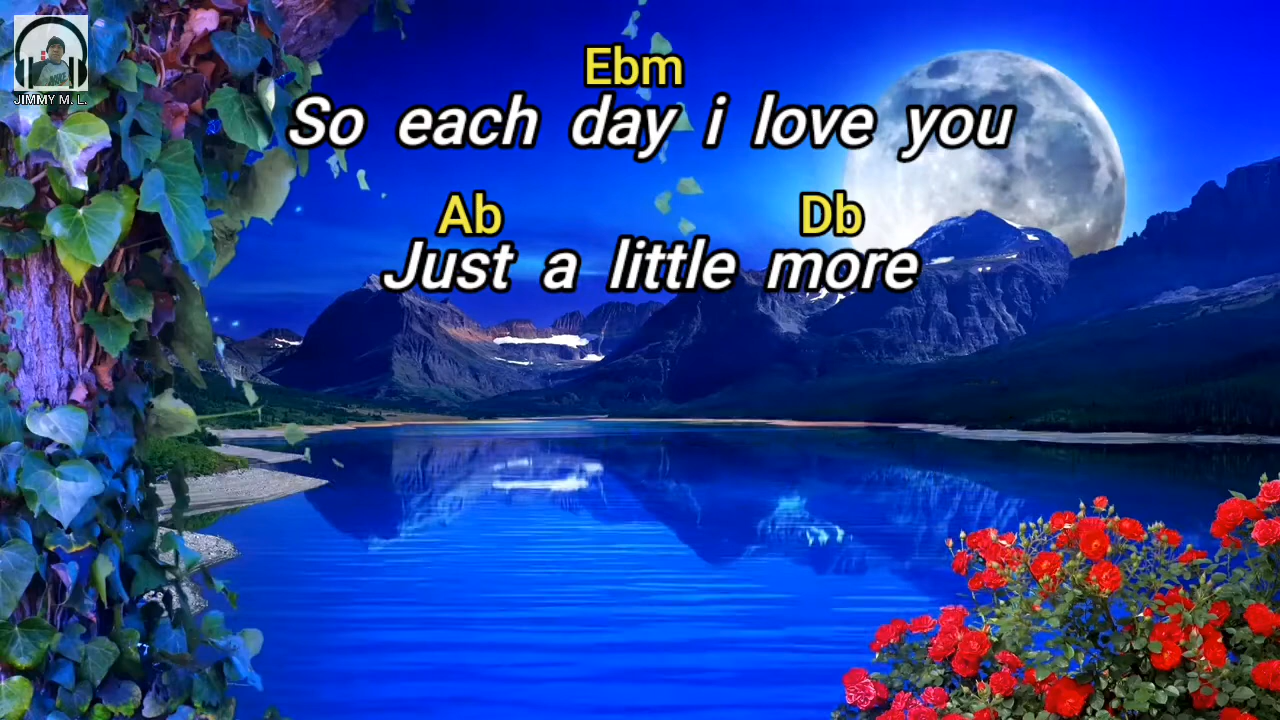 JIMMY M. L.
Ebm
So each day i love you
Ab Db
Just a little more